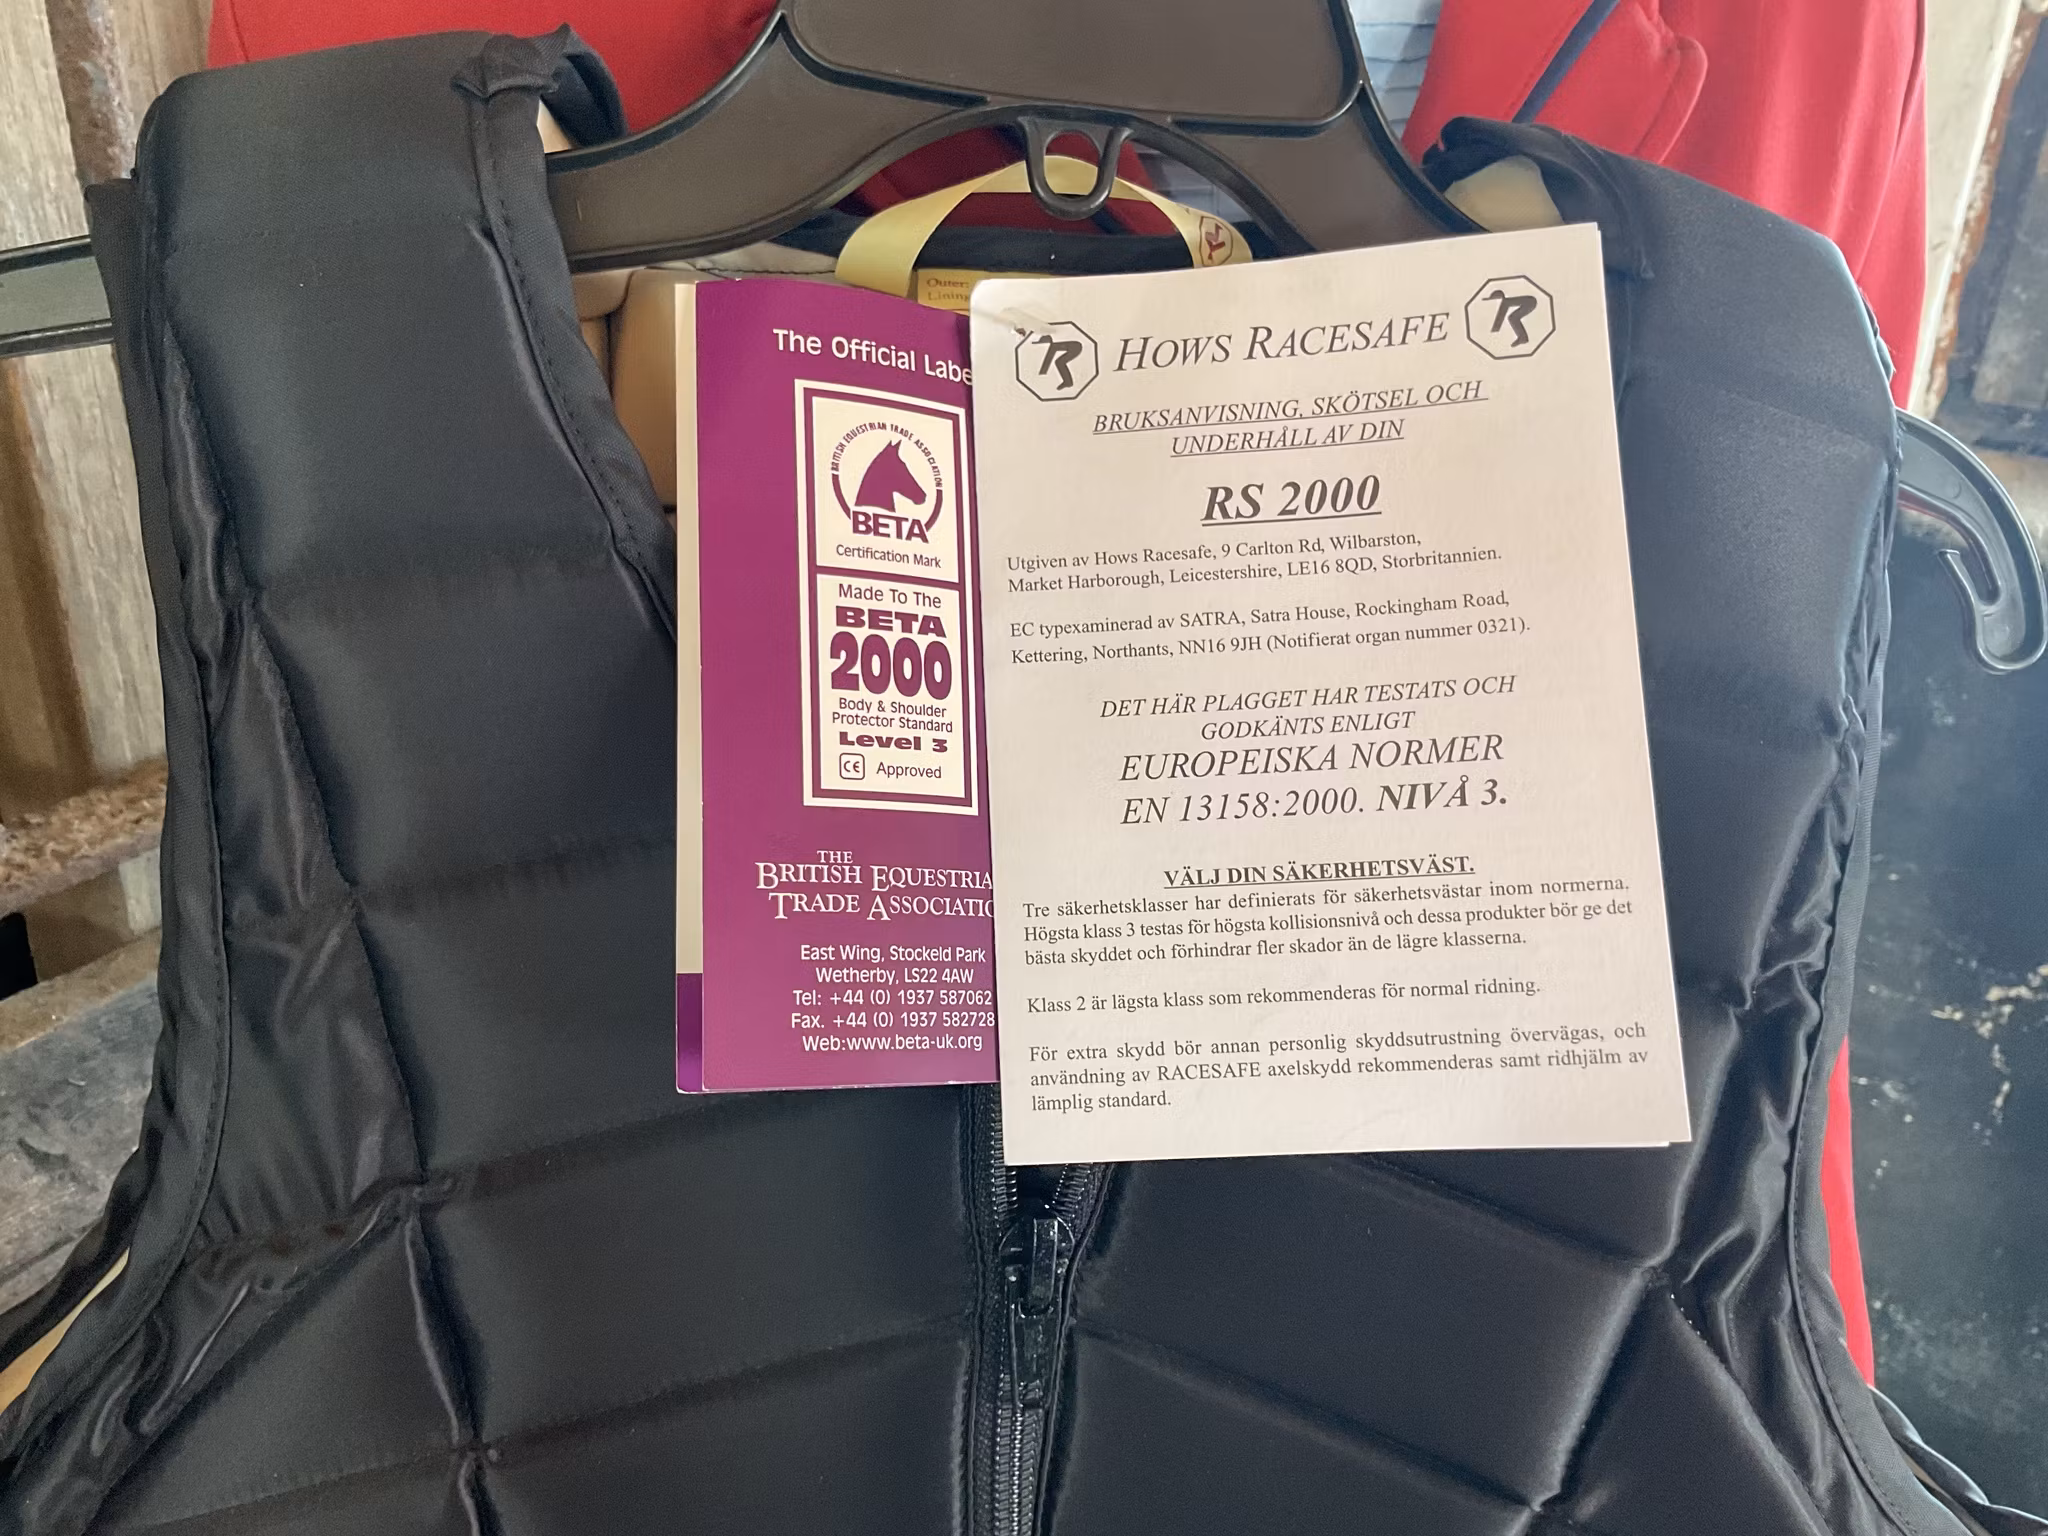 Outer:
Lining
The Official Labe
BRITISH EQUESTRIAN TRADE ASSOCIATION
BETA
Certification Mark
Made To The
BETA
2000
Body & Shoulder
Protector Standard
Level 3
CE Approved
THE
BRITISH EQUESTRIA
TRADE ASSOCIATIO
East Wing, Stockeld Park
Wetherby, LS22 4AW
Tel: +44 (0) 1937 587062
Fax. +44 (0) 1937 582728
Web:www.beta-uk.org
HOWS RACESAFE
BRUKSANVISNING, SKÖTSEL OCH
UNDERHÅLL AV DIN
RS 2000
Utgiven av Hows Racesafe, 9 Carlton Rd, Wilbarston,
Market Harborough, Leicestershire, LE16 8QD, Storbritannien.
EC typexaminerad av SATRA, Satra House, Rockingham Road,
Kettering, Northants, NN16 9JH (Notifierat organ nummer 0321).
DET HÄR PLAGGET HAR TESTATS OCH
GODKÄNTS ENLIGT
EUROPEISKA NORMER
EN 13158:2000. NIVÅ 3.
VÄLJ DIN SÄKERHETSVÄST.
Tre säkerhetsklasser har definierats för säkerhetsvästar inom normerna.
Högsta klass 3 testas för högsta kollisionsnivå och dessa produkter bör ge det
bästa skyddet och förhindrar fler skador än de lägre klasserna.
Klass 2 är lägsta klass som rekommenderas för normal ridning.
För extra skydd bör annan personlig skyddsutrustning övervägas, och
användning av RACESAFE axelskydd rekommenderas samt ridhjälm av
lämplig standard.